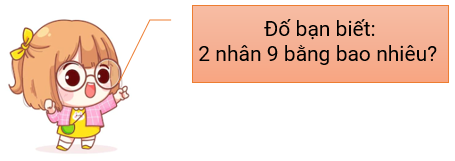 Đố bạn biết:
2 nhân 9 bằng bao nhiêu?